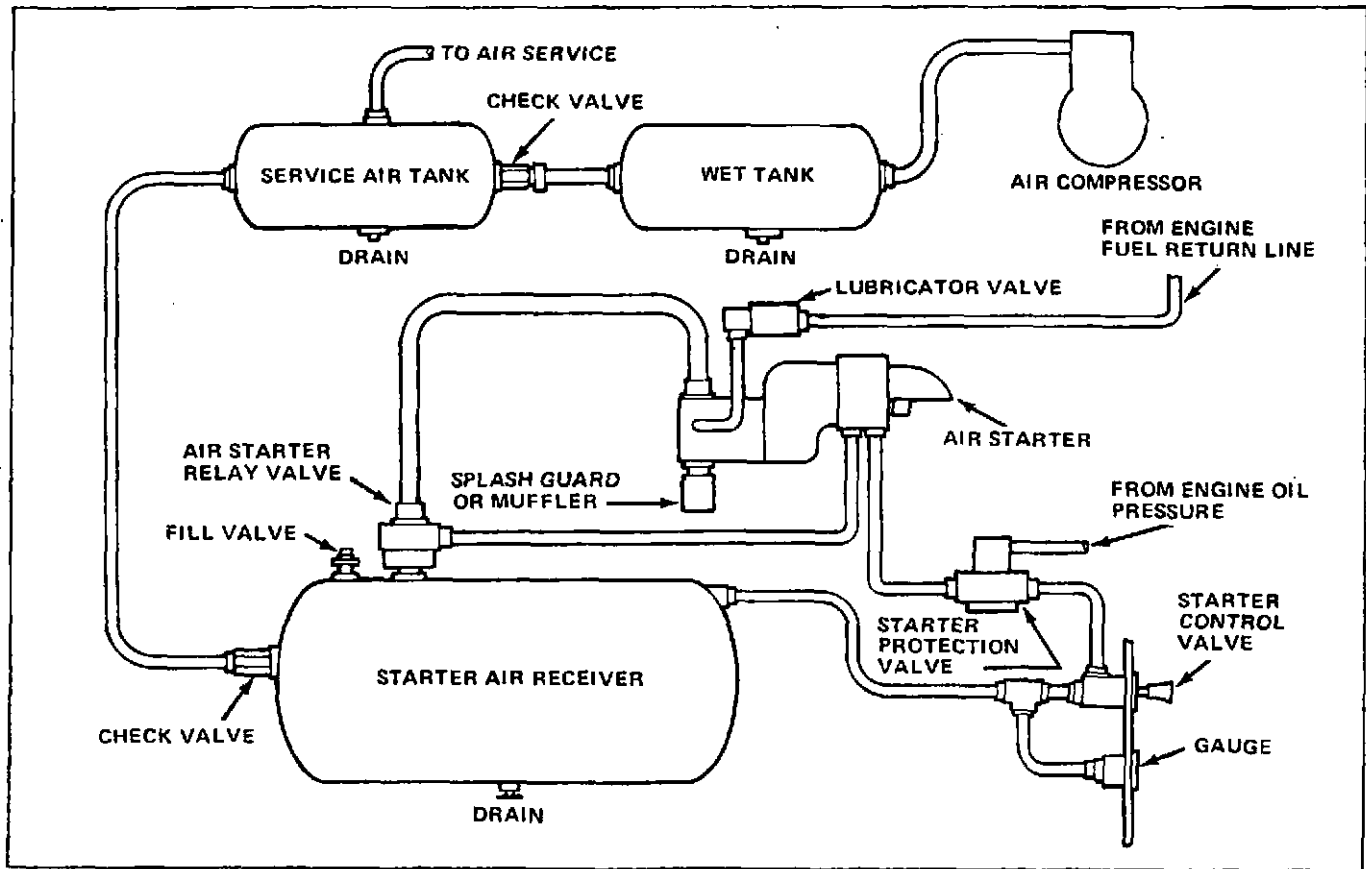 TO AIR SERVICE
CHECK VALVE
SERVICE AIR TANK
WET TANK
AIR COMPRESSOR
DRAIN
DRAIN
FROM ENGINE
FUEL RETURN LINE
LUBRICATOR VALVE
AIR STARTER
AIR STARTER
RELAY VALVE
SPLASH GUARD
OR MUFFLER
FILL VALVE
FROM ENGINE OIL
PRESSURE
STARTER
CONTROL
VALVE
STARTER
PROTECTION
VALVE
STARTER AIR RECEIVER
CHECK VALVE
GAUGE
DRAIN